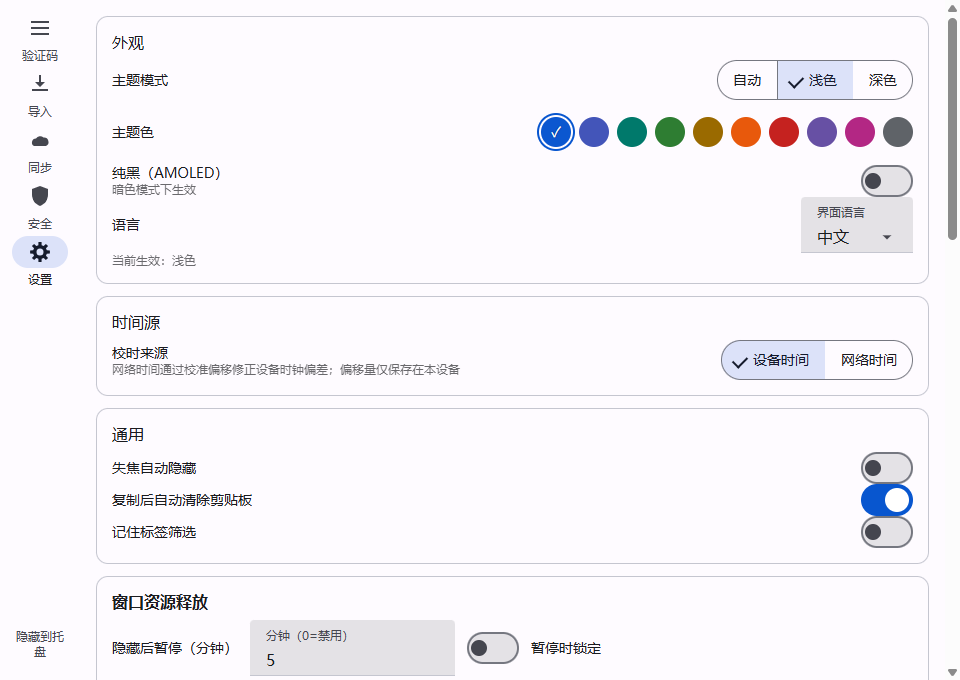 验证码
导入
同步
安全
设置
隐藏到托
盘
外观
主题模式
自动
浅色
深色
主题色
纯黑（AMOLED）
暗色模式下生效
语言
界面语言
中文
当前生效：浅色
时间源
校时来源
网络时间通过校准偏移修正设备时钟偏差；偏移量仅保存在本设备
设备时间
网络时间
通用
失焦自动隐藏
复制后自动清除剪贴板
记住标签筛选
窗口资源释放
隐藏后暂停（分钟）
分钟（0=禁用）
5
暂停时锁定